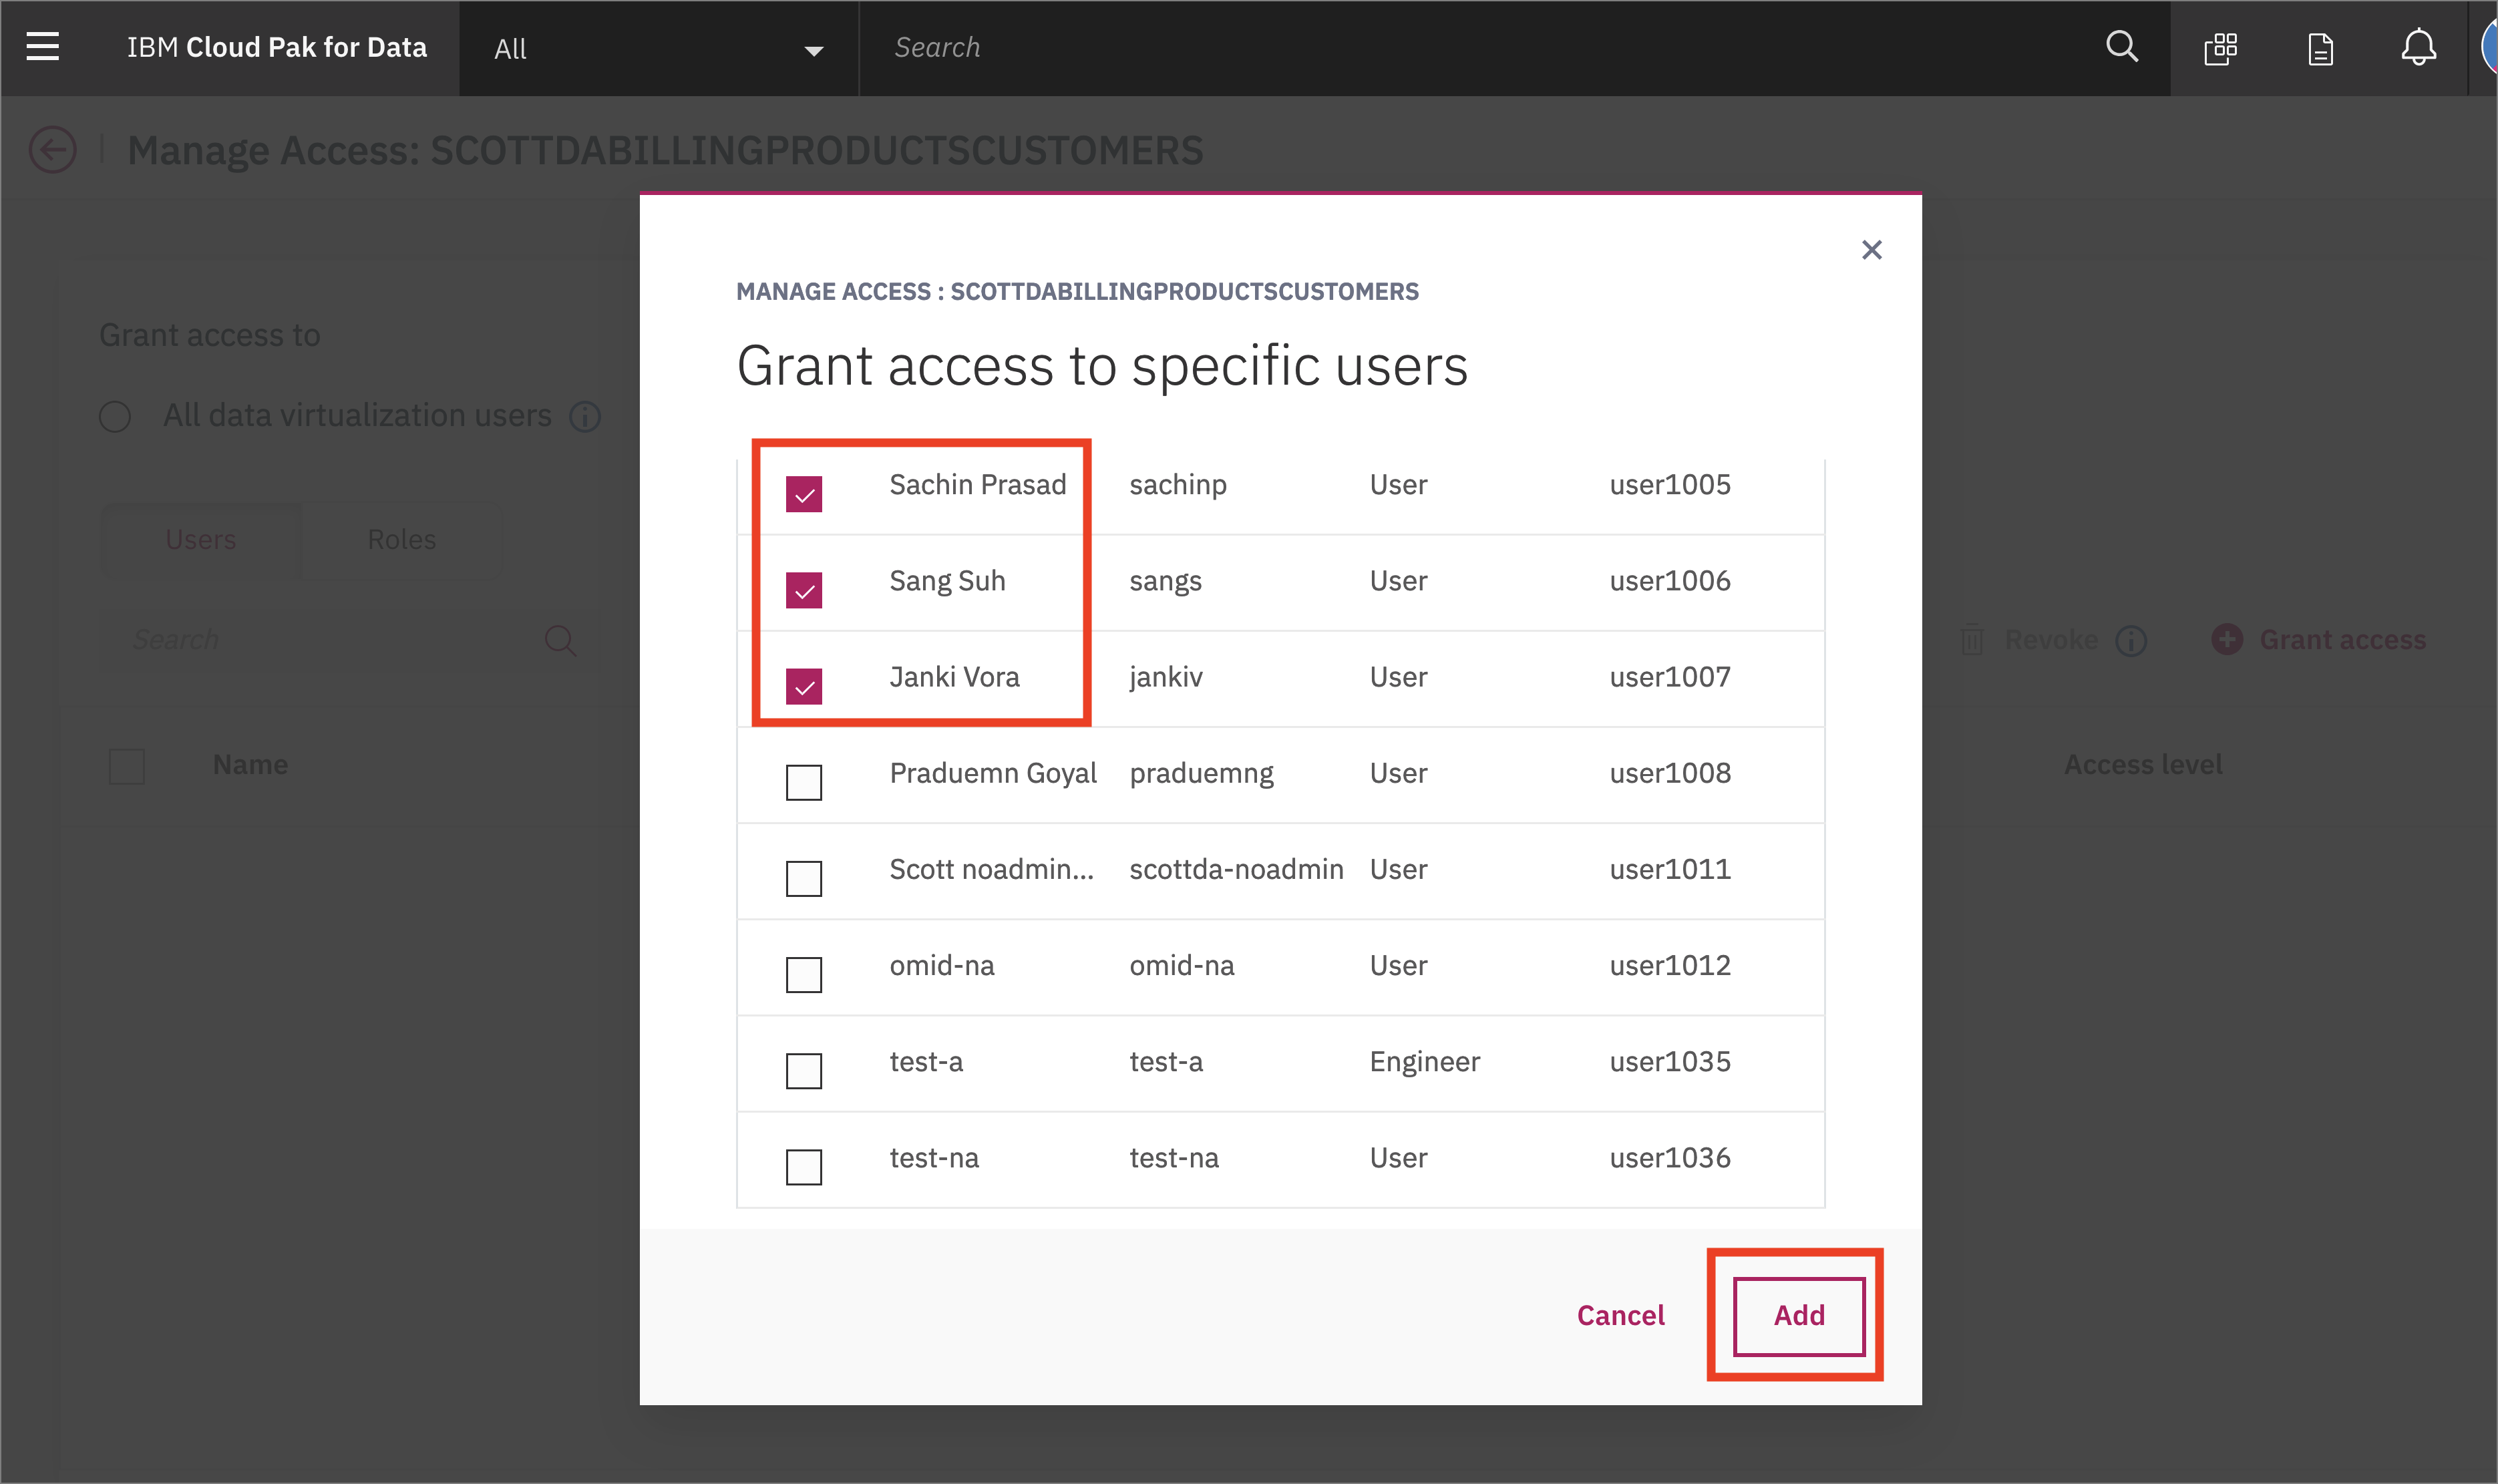 IBM Cloud Pak for Data
All
Search
Manage Access: SCOTTDABILLINGPRODUCTSCUSTOMERS
Grant access to
All data virtualization users
Users
Roles
Search
Revoke
Grant access
Name
Access level
MANAGE ACCESS : SCOTTDABILLINGPRODUCTSCUSTOMERS
Grant access to specific users
Sachin Prasad sachinp User user1005
Sang Suh sangs User user1006
Janki Vora jankiv User user1007
Praduemn Goyal praduemng User user1008
Scott noadmin... scottda-noadmin User user1011
omid-na omid-na User user1012
test-a test-a Engineer user1035
test-na test-na User user1036
Cancel
Add